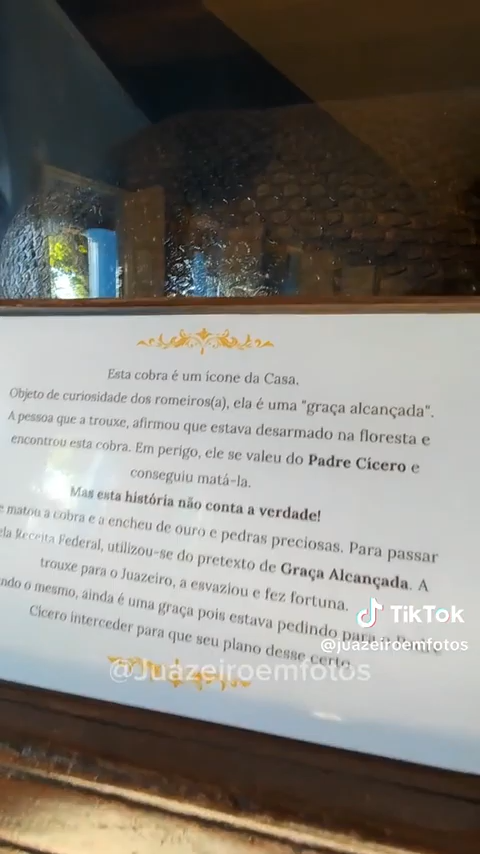 Esta cobra é um ícone da Casa.
Objeto de curiosidade dos romeiros(a), ela é uma "graça alcançada".
A pessoa que a trouxe, afirmou que estava desarmado na floresta e
encontrou esta cobra. Em perigo, ele se valeu do Padre Cícero e
conseguiu matá-la.
Mas esta história não conta a verdade!
matou a cobra e a encheu de ouro e pedras preciosas. Para passar
Receita Federal, utilizou-se do pretexto de Graça Alcançada. A
trouxe para o Juazeiro, a esvaziou e fez fortuna.
o mesmo, ainda é uma graça pois estava pedindo para
Cícero interceder para que seu plano desse certo.
TikTok
@juazeiroemfotos
@Juazeiroemfotos